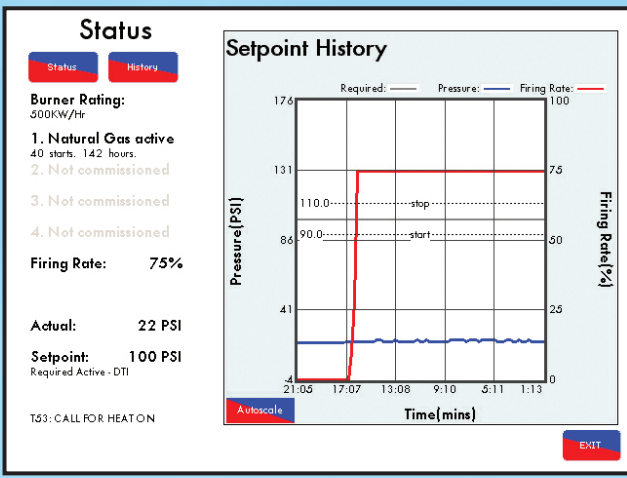 Status
Status
History
Burner Rating:
500KW/Hr
1. Natural Gas active
40 starts. 142 hours.
2. Not commissioned
3. Not commissioned
4. Not commissioned
Firing Rate: 75%
Actual: 22 PSI
Setpoint: 100 PSI
Required Active - DTI
T53: CALL FOR HEAT ON
Setpoint History
Required: Pressure: Firing Rate:
176 100
131 75
110.0 stop
90.0 start
86 50
41 25
-4 0
21:05 17:07 13:08 9:10 5:11 1:13
Pressure(PSI)
Firing Rate(%)
Time(mins)
Autoscale
EXIT